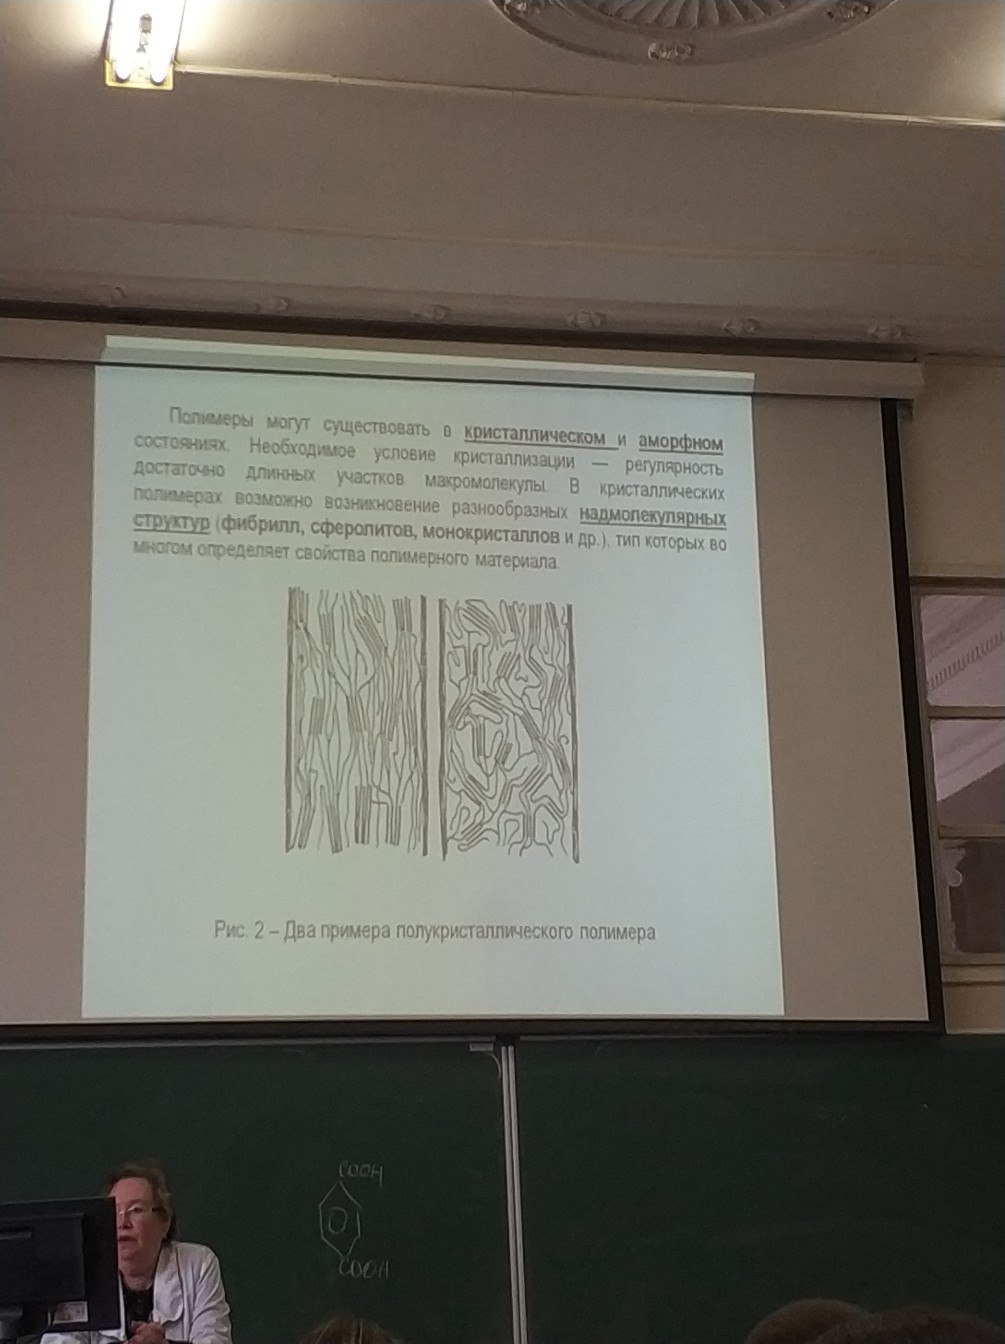 Полимеры могут существовать в кристаллическом и аморфном
состояниях. Необходимое условие кристаллизации — регулярность
достаточно длинных участков макромолекулы. В кристаллических
полимерах возможно возникновение разнообразных надмолекулярных
структур (фибрилл, сферолитов, монокристаллов и др.), тип которых во
многом определяет свойства полимерного материала.
Рис. 2 – Два примера полукристаллического полимера
COOH
COOH